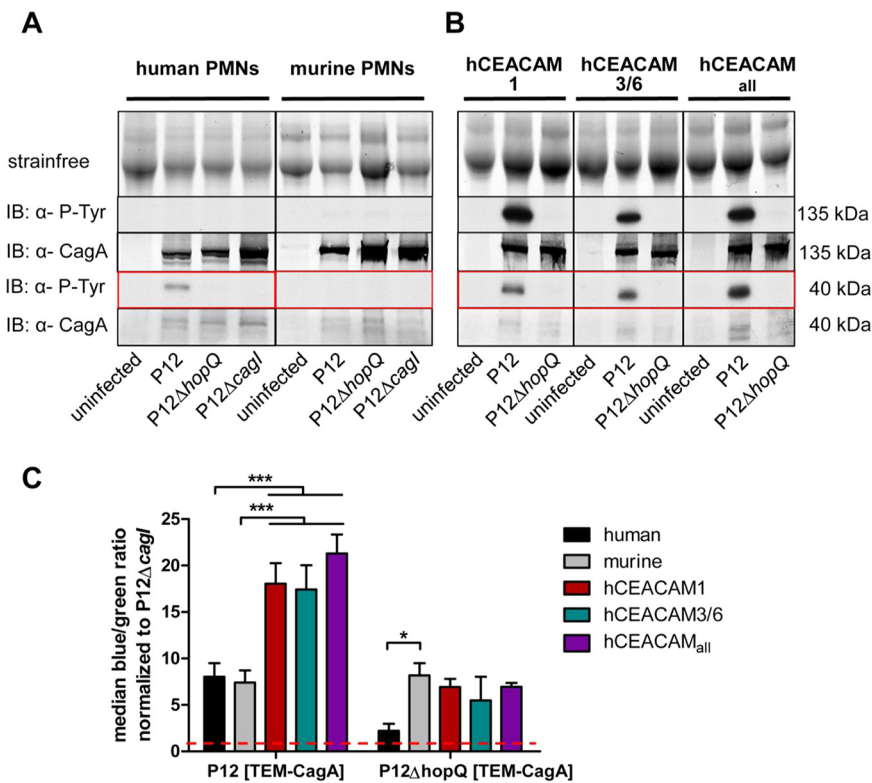 A
B
human PMNs
murine PMNs
hCEACAM
1
hCEACAM
3/6
hCEACAM
all
strainfree
IB: α- P-Tyr
135 kDa
IB: α- CagA
135 kDa
IB: α- P-Tyr
40 kDa
IB: α- CagA
40 kDa
uninfected
P12
P12ΔhopQ
P12ΔcagI
uninfected
P12
P12ΔhopQ
P12ΔcagI
uninfected
P12
P12ΔhopQ
uninfected
P12
P12ΔhopQ
uninfected
P12
P12ΔhopQ
C
median blue/green ratio
normalized to P12ΔcagI
25
20
15
10
5
0
***
***
*
P12 [TEM-CagA]
P12ΔhopQ [TEM-CagA]
human
murine
hCEACAM1
hCEACAM3/6
hCEACAMall